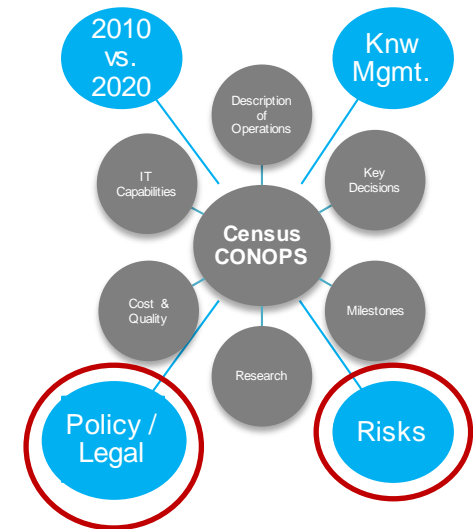 2010
vs.
2020
Knw
Mgmt.
Description
of
Operations
IT
Capabilities
Key
Decisions
Census
CONOPS
Cost &
Quality
Milestones
Research
Policy /
Legal
Risks